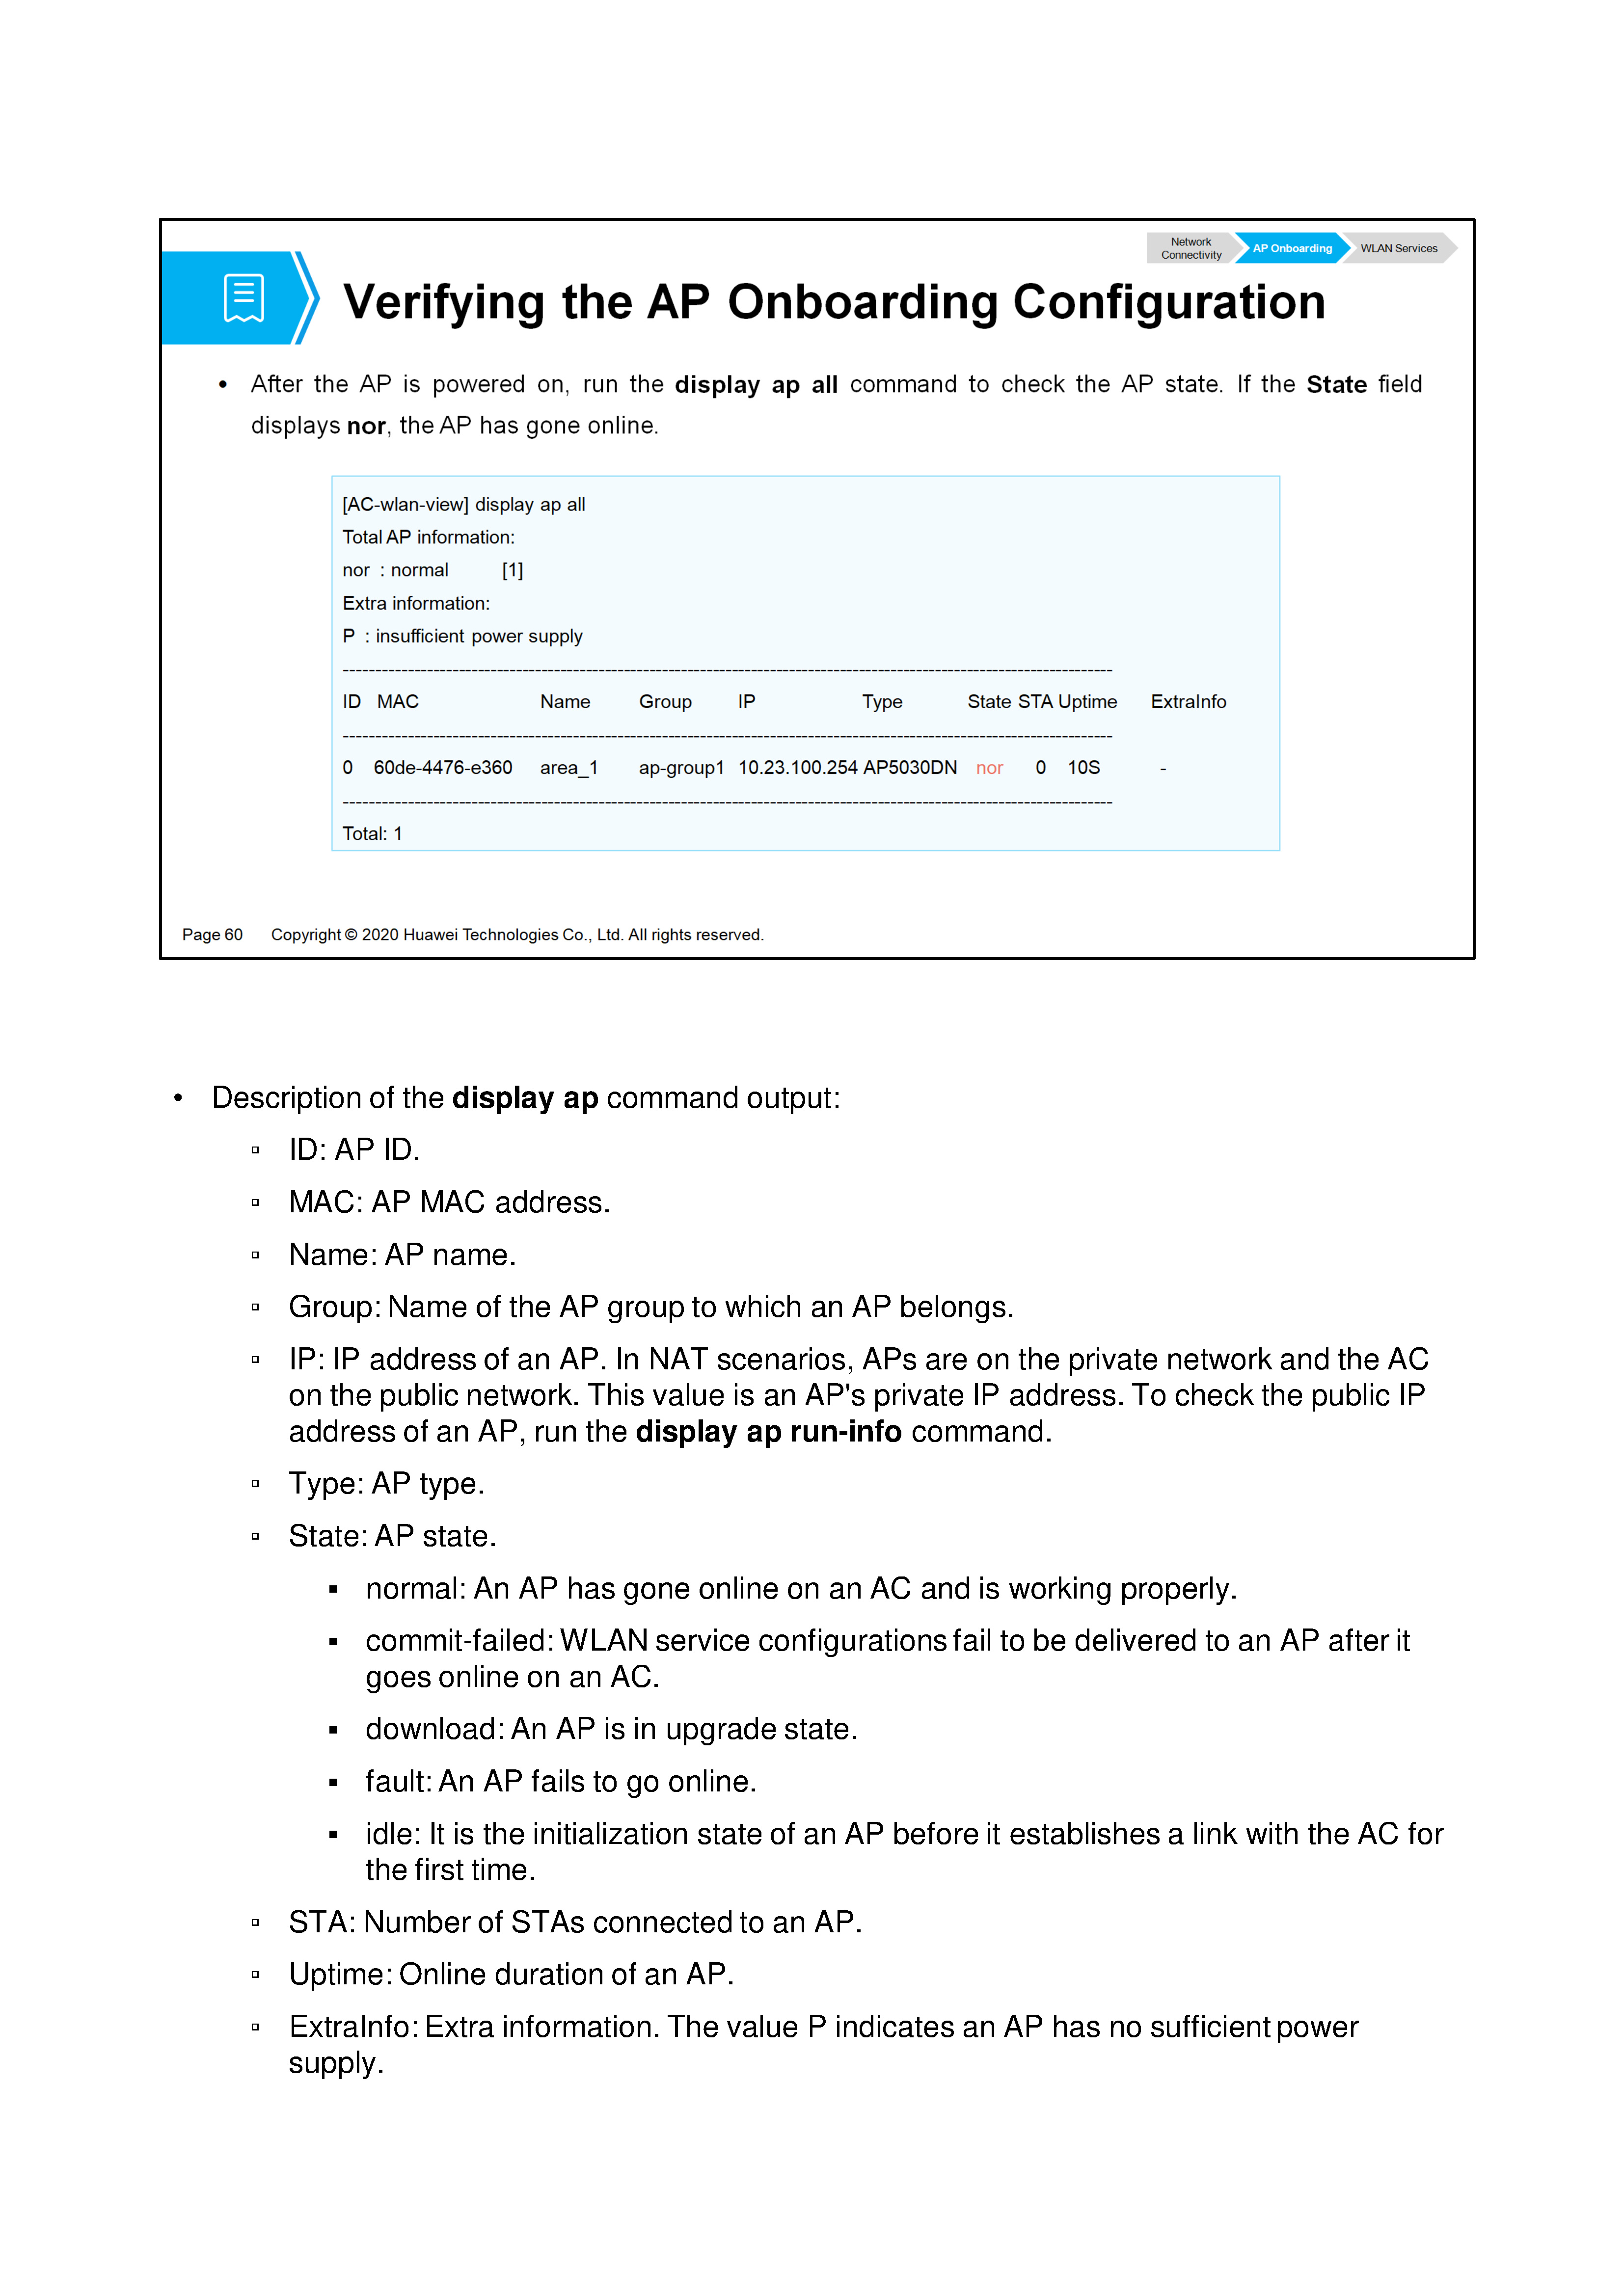 Network
Connectivity
AP Onboarding
WLAN Services
Verifying the AP Onboarding Configuration
• After the AP is powered on, run the display ap all command to check the AP state. If the State field
displays nor, the AP has gone online.
[AC-wlan-view] display ap all
Total AP information:
nor : normal [1]
Extra information:
P : insufficient power supply
---------------------------------------------------------------------------------------------------------------------
ID MAC Name Group IP Type State STA Uptime ExtraInfo
---------------------------------------------------------------------------------------------------------------------
0 60de-4476-e360 area_1 ap-group1 10.23.100.254 AP5030DN nor 0 10S -
---------------------------------------------------------------------------------------------------------------------
Total: 1
Page 60 Copyright © 2020 Huawei Technologies Co., Ltd. All rights reserved.
• Description of the display ap command output:
▫ ID: AP ID.
▫ MAC: AP MAC address.
▫ Name: AP name.
▫ Group: Name of the AP group to which an AP belongs.
▫ IP: IP address of an AP. In NAT scenarios, APs are on the private network and the AC
on the public network. This value is an AP's private IP address. To check the public IP
address of an AP, run the display ap run-info command.
▫ Type: AP type.
▫ State: AP state.
▪ normal: An AP has gone online on an AC and is working properly.
▪ commit-failed: WLAN service configurations fail to be delivered to an AP after it
goes online on an AC.
▪ download: An AP is in upgrade state.
▪ fault: An AP fails to go online.
▪ idle: It is the initialization state of an AP before it establishes a link with the AC for
the first time.
▫ STA: Number of STAs connected to an AP.
▫ Uptime: Online duration of an AP.
▫ ExtraInfo: Extra information. The value P indicates an AP has no sufficient power
supply.